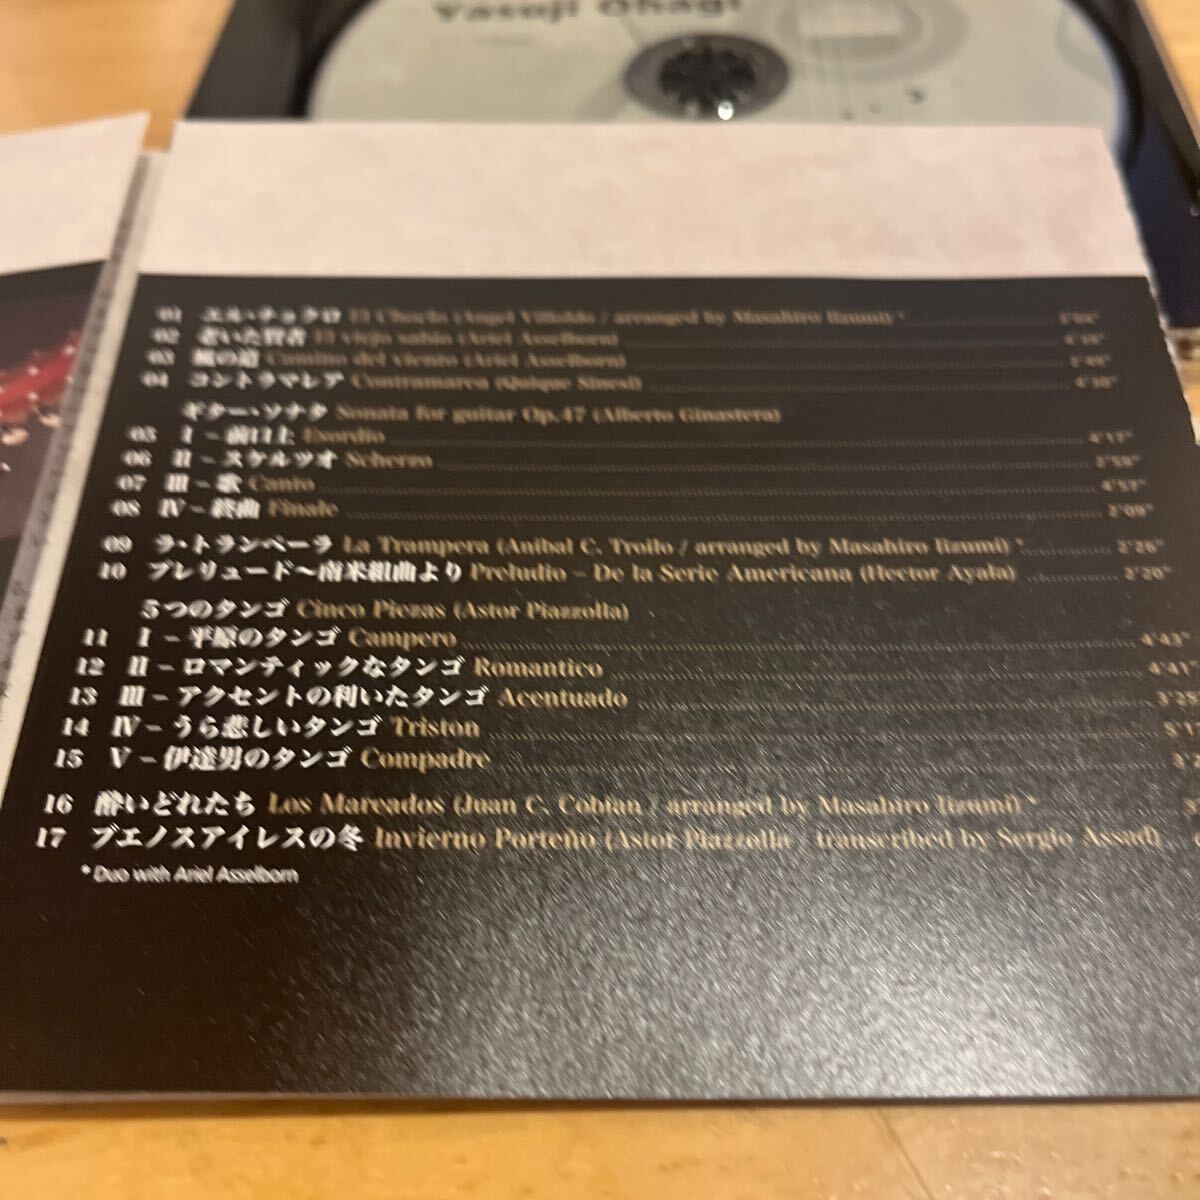 Yasuji Ohagi
01 エル・チョクロ El Choclo (Angel Villoldo / arranged by Masahiro Iizumi) *
02 老いた賢者 El viejo sabio (Ariel Asselborn)
03 風の道 Camino del viento (Ariel Asselborn)
04 コントラマレア Contramarea (Quique Sinesi) 4'30"
ギター・ソナタ Sonata for guitar Op.47 (Alberto Ginastera)
05 I – 前口上 Exordio 4'17"
06 II – スケルツオ Scherzo 2'58"
07 III – 歌 Canto 4'57"
08 IV – 終曲 Finale 2'09"
09 ラ・トランペーラ La Trampera (Anibal C. Troilo / arranged by Masahiro Iizumi) * 2'26"
10 プレリュード〜南米組曲より Preludio – De la Serie Americana (Hector Ayala) 2'20"
5つのタンゴ Cinco Piezas (Astor Piazzolla)
11 I – 平原のタンゴ Campero 4'43"
12 II – ロマンティックなタンゴ Romantico 4'41"
13 III – アクセントの利いたタンゴ Acentuado 3'25
14 IV – うら悲しいタンゴ Triston
15 V – 伊達男のタンゴ Compadre
16 酔いどれたち Los Mareados (Juan C. Cobian / arranged by Masahiro Iizumi) *
17 ブエノスアイレスの冬 Invierno Porteño (Astor Piazzolla / transcribed by Sergio Assad)
* Duo with Ariel Asselborn